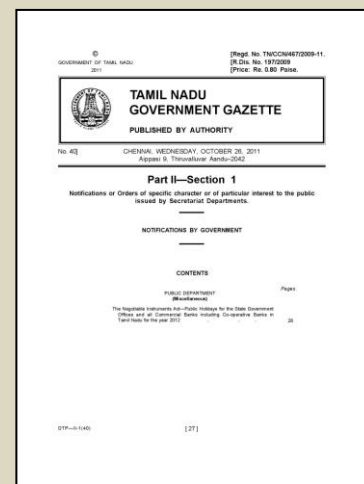 ©
GOVERNMENT OF TAMIL NADU
2011
[Regd. No. TN/CCN/467/2009-11.
[R.Dis. No. 197/2009
[Price: Re. 0.80 Paise.
TAMIL NADU
GOVERNMENT GAZETTE
PUBLISHED BY AUTHORITY
No. 40]
CHENNAI, WEDNESDAY, OCTOBER 26, 2011
Aippasi 9, Thiruvalluvar Aandu–2042
Part II—Section 1
Notifications or Orders of specific character or of particular interest to the public
issued by Secretariat Departments.
NOTIFICATIONS BY GOVERNMENT
CONTENTS
Pages
PUBLIC DEPARTMENT
(Miscellaneous)
The Negotiable Instruments Act—Public Holidays for the State Government
Offices and all Commercial Banks including Co-operative Banks in
Tamil Nadu for the year 2012
28
DTP—II-1(40)
[ 27 ]